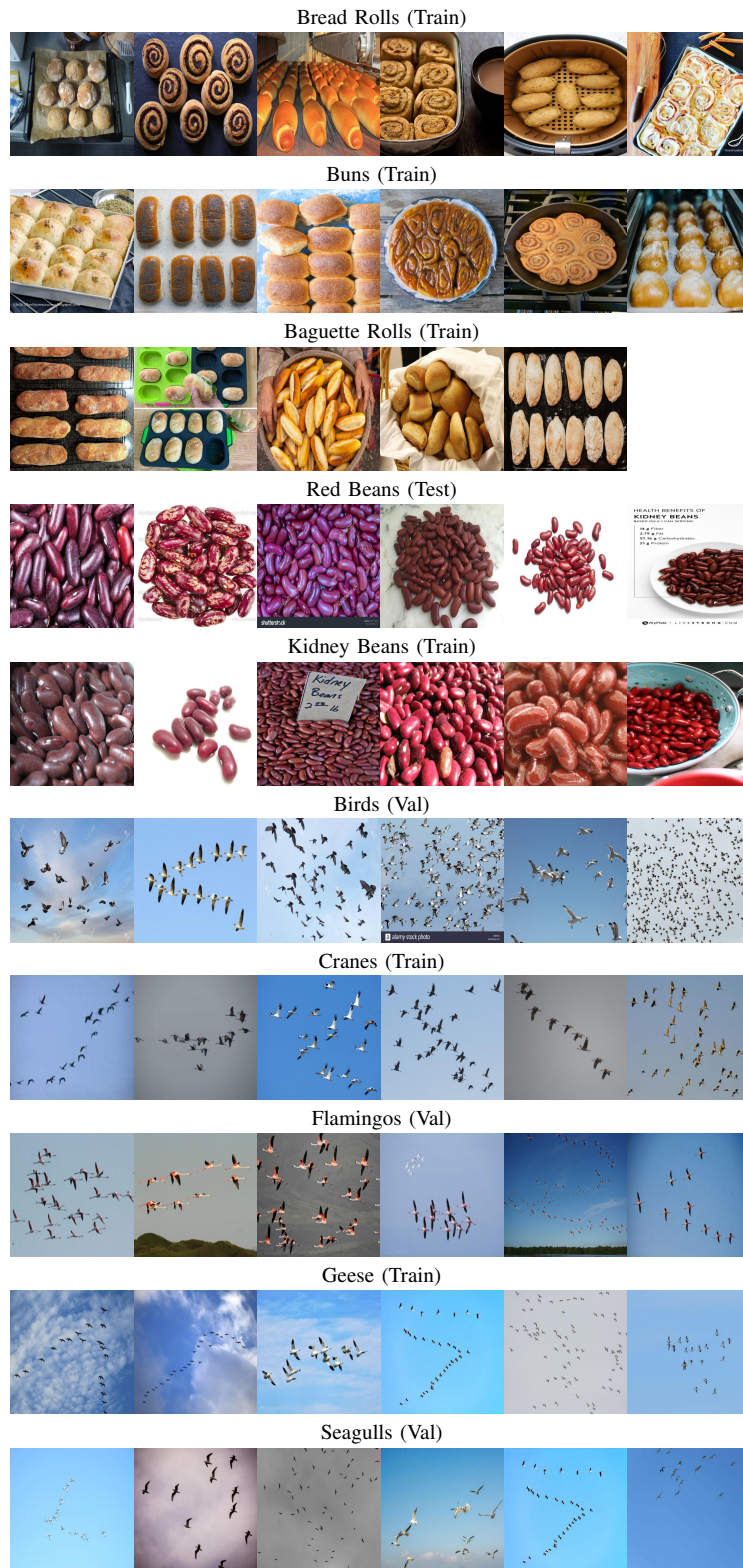 Bread Rolls (Train)
Buns (Train)
Baguette Rolls (Train)
Red Beans (Test)
HEALTH BENEFITS OF
KIDNEY BEANS
shutterstock
Kidney Beans (Train)
Kidney
Beans
Birds (Val)
alamy stock photo
Cranes (Train)
Flamingos (Val)
Geese (Train)
Seagulls (Val)